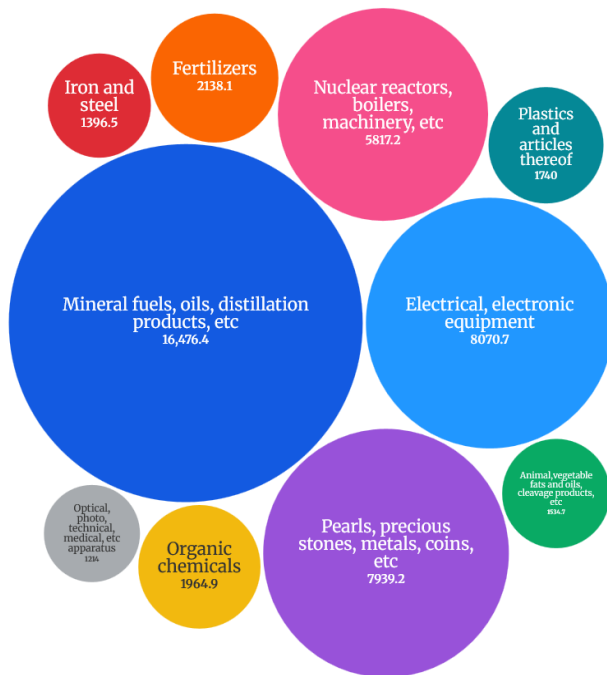 Iron and
steel
1396.5
Fertilizers
2138.1
Nuclear reactors,
boilers,
machinery, etc
5817.2
Plastics
and
articles
thereof
1740
Mineral fuels, oils, distillation
products, etc
16,476.4
Electrical, electronic
equipment
8070.7
Optical,
photo,
technical,
medical, etc
apparatus
1214
Organic
chemicals
1964.9
Pearls, precious
stones, metals, coins,
etc
7939.2
Animal,vegetable
fats and oils,
cleavage products,
etc
1514.7